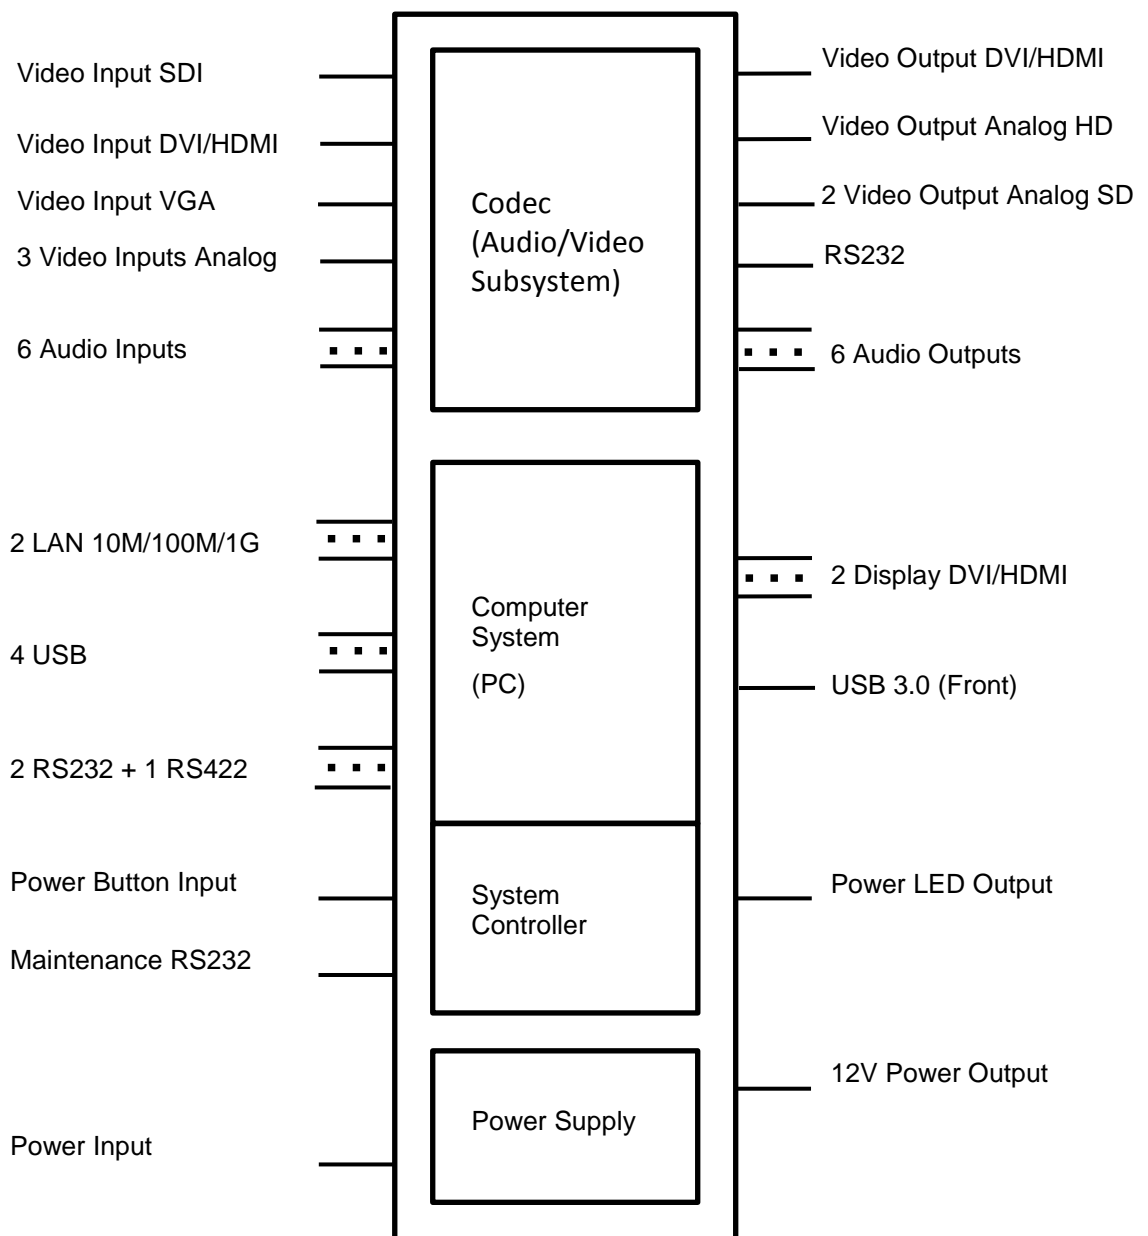 Video Input SDI
Video Input DVI/HDMI
Video Input VGA
3 Video Inputs Analog
6 Audio Inputs
2 LAN 10M/100M/1G
4 USB
2 RS232 + 1 RS422
Power Button Input
Maintenance RS232
Power Input
Codec
(Audio/Video
Subsystem)
Computer
System
(PC)
System
Controller
Power Supply
Video Output DVI/HDMI
Video Output Analog HD
2 Video Output Analog SD
RS232
6 Audio Outputs
2 Display DVI/HDMI
USB 3.0 (Front)
Power LED Output
12V Power Output